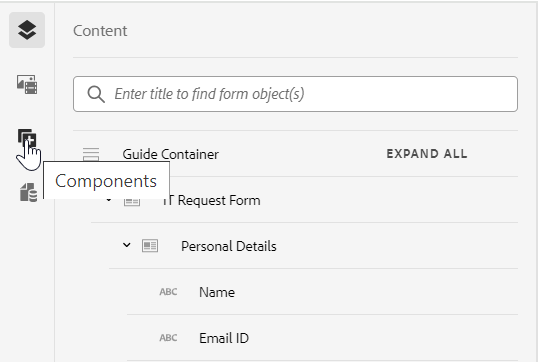 Content
Enter title to find form object(s)
Guide Container EXPAND ALL
Components
IT Request Form
Personal Details
ABC Name
ABC Email ID